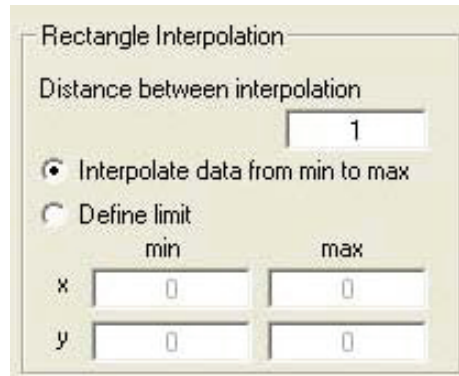 Rectangle Interpolation
Distance between interpolation
1
Interpolate data from min to max
Define limit
min max
x 0 0
y 0 0